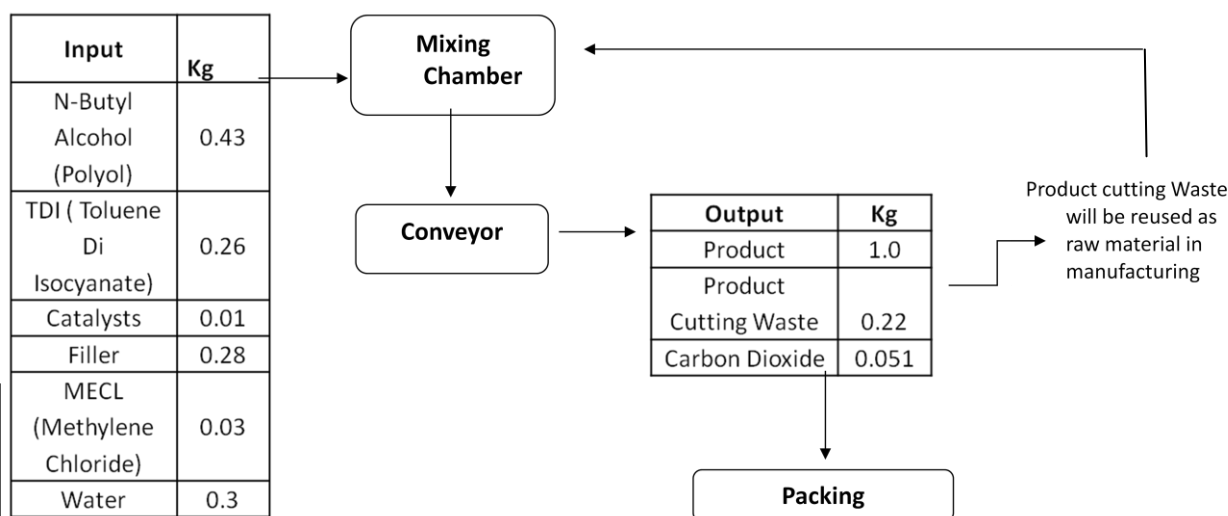 Input Kg
N-Butyl
Alcohol
(Polyol)
0.43
TDI ( Toluene
Di
Isocyanate)
0.26
Catalysts 0.01
Filler 0.28
MECL
(Methylene
Chloride)
0.03
Water 0.3
Mixing
Chamber
Conveyor
Output Kg
Product 1.0
Product
Cutting Waste 0.22
Carbon Dioxide 0.051
Product cutting Waste
will be reused as
raw material in
manufacturing
Packing